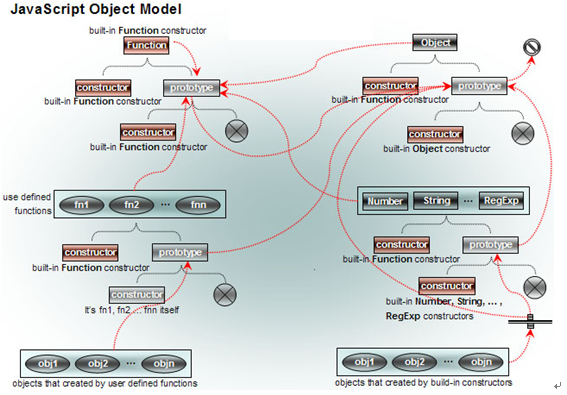 JavaScript Object Model
built-in Function constructor
Function
constructor
prototype
built-in Function constructor
constructor
built-in Function constructor
Object
constructor
prototype
built-in Function constructor
constructor
built-in Object constructor
use defined
functions
fn1 fn2 ... fnn
constructor
prototype
built-in Function constructor
constructor
It's fn1, fn2 ... fnn itself
obj1 obj2 ... objn
objects that created by user defined functions
Number String ... RegExp
constructor
prototype
built-in Function constructor
constructor
built-in Number, String, ... ,
RegExp constructors
obj1 obj2 ... objn
objects that created by build-in constructors